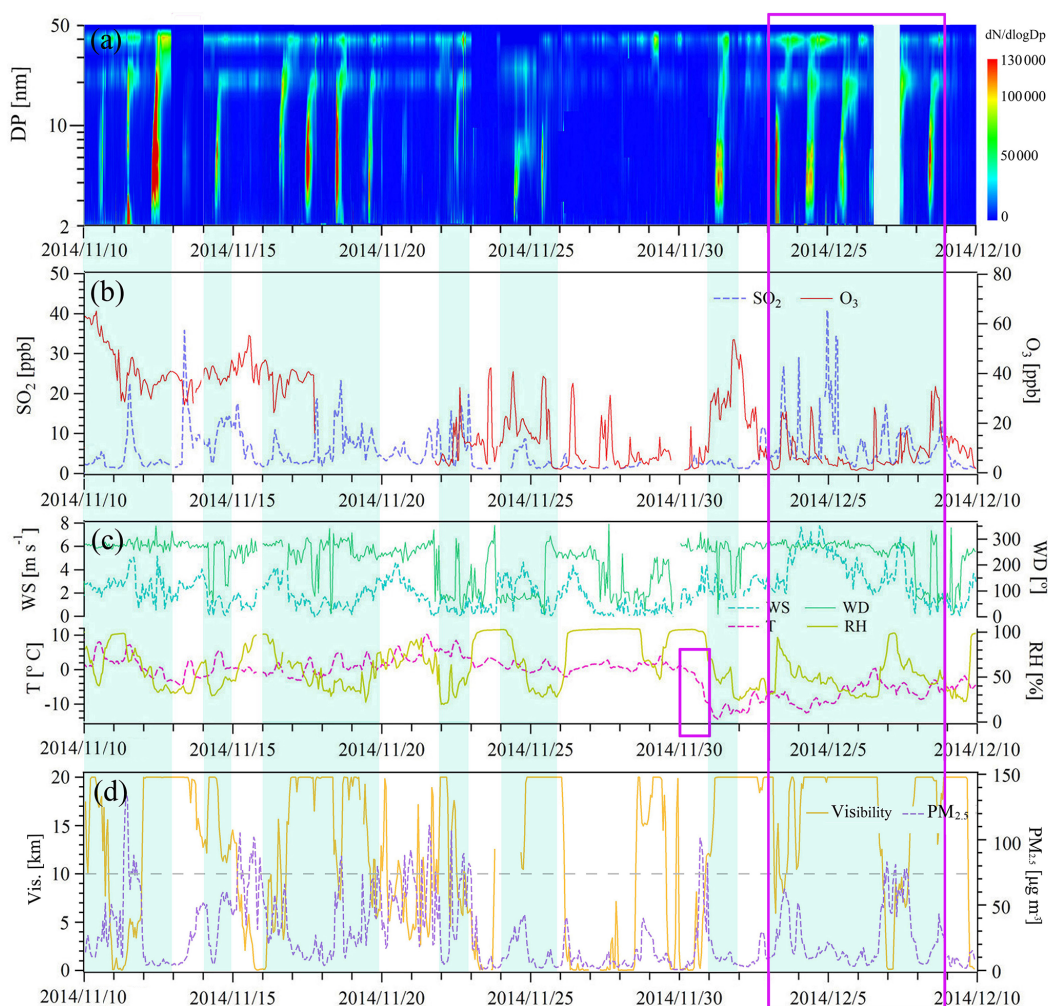 (a)
DP [nm]
50
10
2
dN/dlogDp
130 000
100 000
50 000
0
2014/11/10 2014/11/15 2014/11/20 2014/11/25 2014/11/30 2014/12/5 2014/12/10
(b)
SO2 [ppb]
50
40
30
20
10
0
SO2 O3
O3 [ppb]
80
60
40
20
0
2014/11/10 2014/11/15 2014/11/20 2014/11/25 2014/11/30 2014/12/5 2014/12/10
(c)
WS [m s-1]
8
6
4
2
0
WD [°]
300
200
100
0
WS WD
T RH
T [° C]
10
0
-10
RH [%]
100
50
0
2014/11/10 2014/11/15 2014/11/20 2014/11/25 2014/11/30 2014/12/5 2014/12/10
(d)
Vis. [km]
20
15
10
5
0
Visibility PM2.5
PM2.5 [µg m-3]
150
100
50
0
2014/11/10 2014/11/15 2014/11/20 2014/11/25 2014/11/30 2014/12/5 2014/12/10